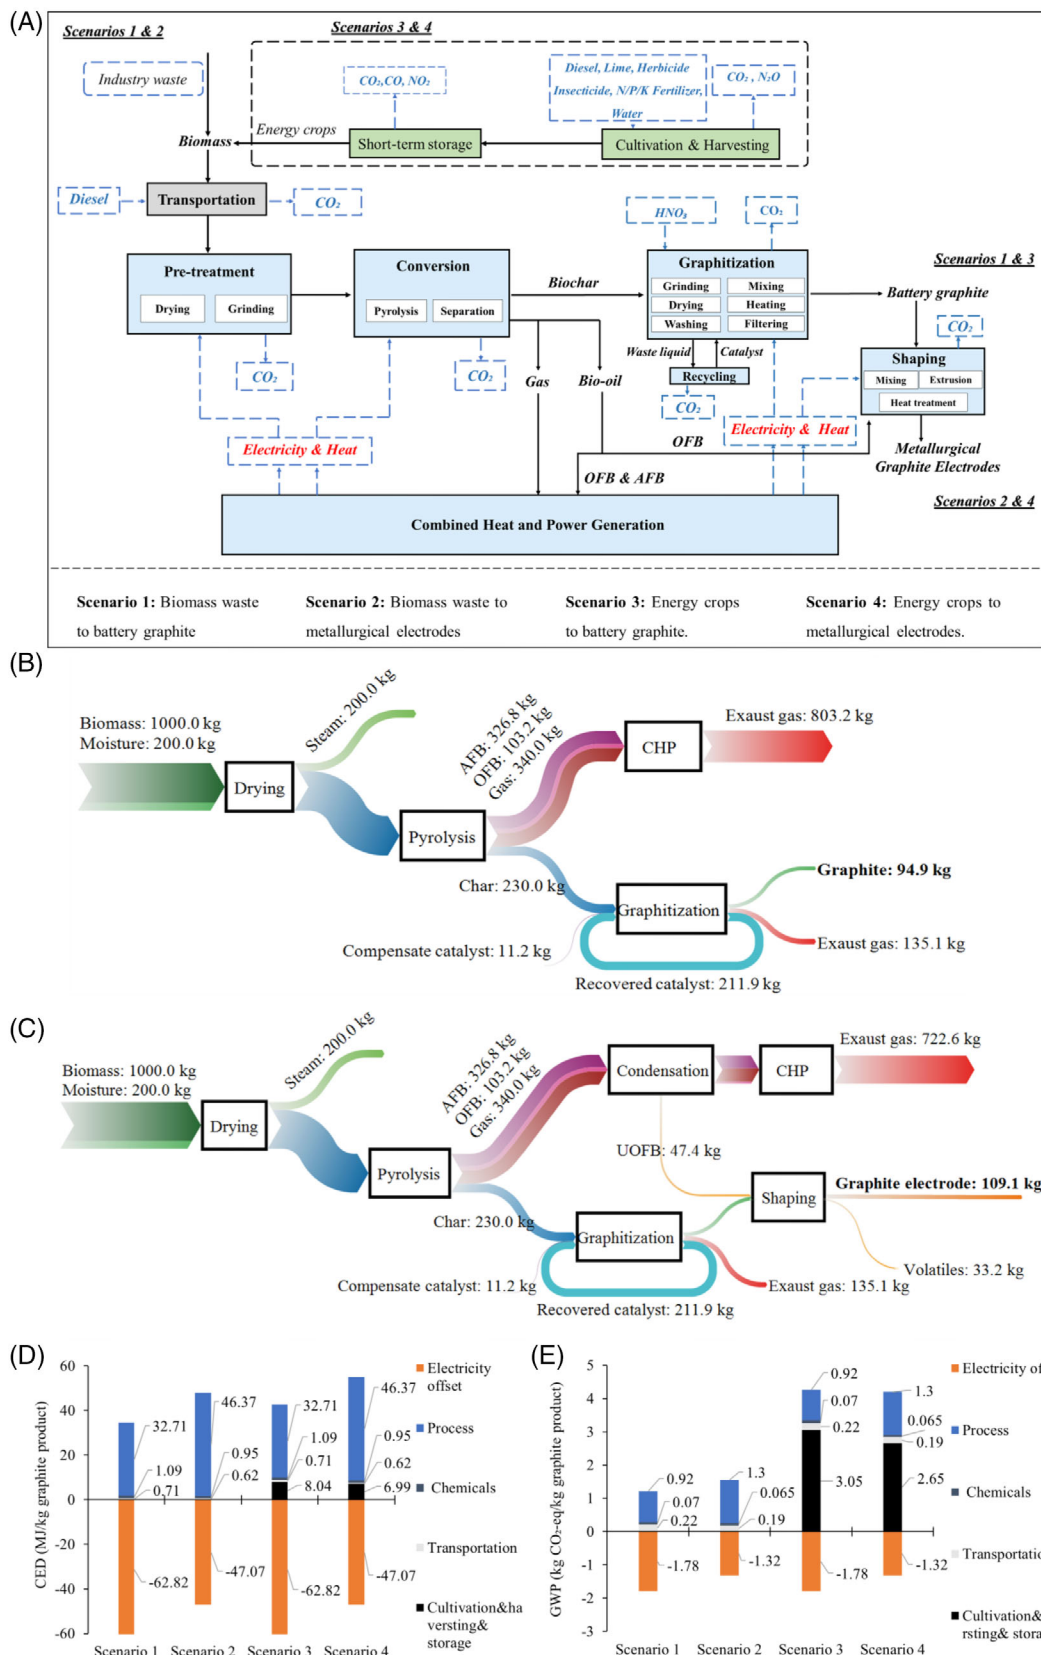 (A)
Scenarios 1 & 2
Scenarios 3 & 4
Industry waste
CO₂,CO, NO₂
Diesel, Lime, Herbicide
Insecticide, N/P/K Fertilizer,
Water
CO₂ , N₂O
Biomass
Energy crops
Short-term storage
Cultivation & Harvesting
Diesel
Transportation
CO₂
HNO₃
CO₂
Pre-treatment
Drying
Grinding
Conversion
Pyrolysis
Separation
Biochar
Graphitization
Grinding
Mixing
Drying
Heating
Washing
Filtering
Scenarios 1 & 3
Battery graphite
CO₂
CO₂
CO₂
Gas
Bio-oil
Waste liquid
Catalyst
Recycling
CO₂
Shaping
Mixing
Extrusion
Heat treatment
Electricity & Heat
Electricity & Heat
OFB
OFB & AFB
Metallurgical
Graphite Electrodes
Scenarios 2 & 4
Combined Heat and Power Generation
Scenario 1: Biomass waste
to battery graphite
Scenario 2: Biomass waste to
metallurgical electrodes
Scenario 3: Energy crops
to battery graphite.
Scenario 4: Energy crops to
metallurgical electrodes.
(B)
Biomass: 1000.0 kg
Moisture: 200.0 kg
Steam: 200.0 kg
Drying
AFB: 326.8 kg
OFB: 103.2 kg
Gas: 340.0 kg
Pyrolysis
CHP
Exaust gas: 803.2 kg
Char: 230.0 kg
Graphitization
Graphite: 94.9 kg
Compensate catalyst: 11.2 kg
Exaust gas: 135.1 kg
Recovered catalyst: 211.9 kg
(C)
Biomass: 1000.0 kg
Moisture: 200.0 kg
Steam: 200.0 kg
Drying
AFB: 326.8 kg
OFB: 103.2 kg
Gas: 340.0 kg
Pyrolysis
Condensation
CHP
Exaust gas: 722.6 kg
UOFB: 47.4 kg
Shaping
Graphite electrode: 109.1 kg
Char: 230.0 kg
Graphitization
Volatiles: 33.2 kg
Compensate catalyst: 11.2 kg
Exaust gas: 135.1 kg
Recovered catalyst: 211.9 kg
(D)
CED (MJ/kg graphite product)
60
40
20
0
-20
-40
-60
32.71
1.09
0.71
-62.82
46.37
0.95
0.62
-47.07
32.71
1.09
0.71
8.04
-62.82
46.37
0.95
0.62
6.99
-47.07
Scenario 1
Scenario 2
Scenario 3
Scenario 4
Electricity
offset
Process
Chemicals
Transportation
Cultivation&ha
versting&
storage
(E)
GWP (kg CO₂-eq/kg graphite product)
5
4
3
2
1
0
-1
-2
-3
0.92
0.07
0.22
-1.78
1.3
0.065
0.19
-1.32
0.92
0.07
0.22
3.05
-1.78
1.3
0.065
0.19
2.65
-1.32
Scenario 1
Scenario 2
Scenario 3
Scenario 4
Electricity of
Process
Chemicals
Transportatio
Cultivation&
rsting& stora